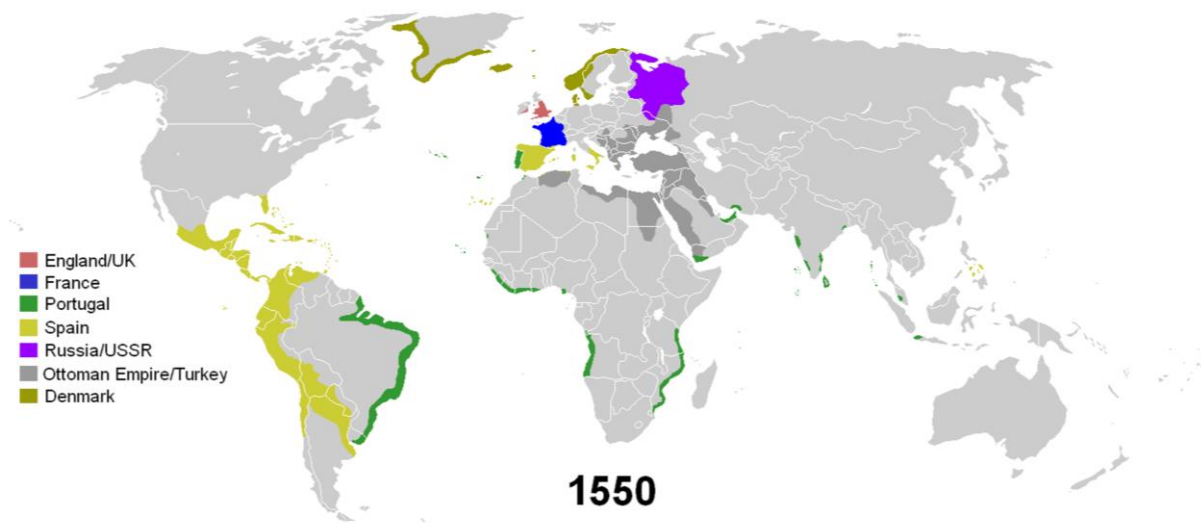 England/UK
France
Portugal
Spain
Russia/USSR
Ottoman Empire/Turkey
Denmark
1550